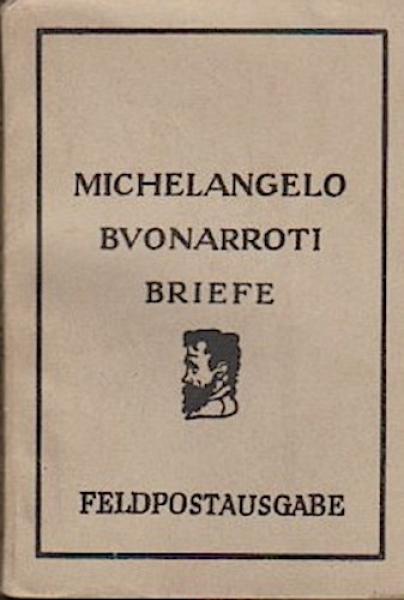 MICHELANGELO
BVONARROTI
BRIEFE
FELDPOSTAUSGABE